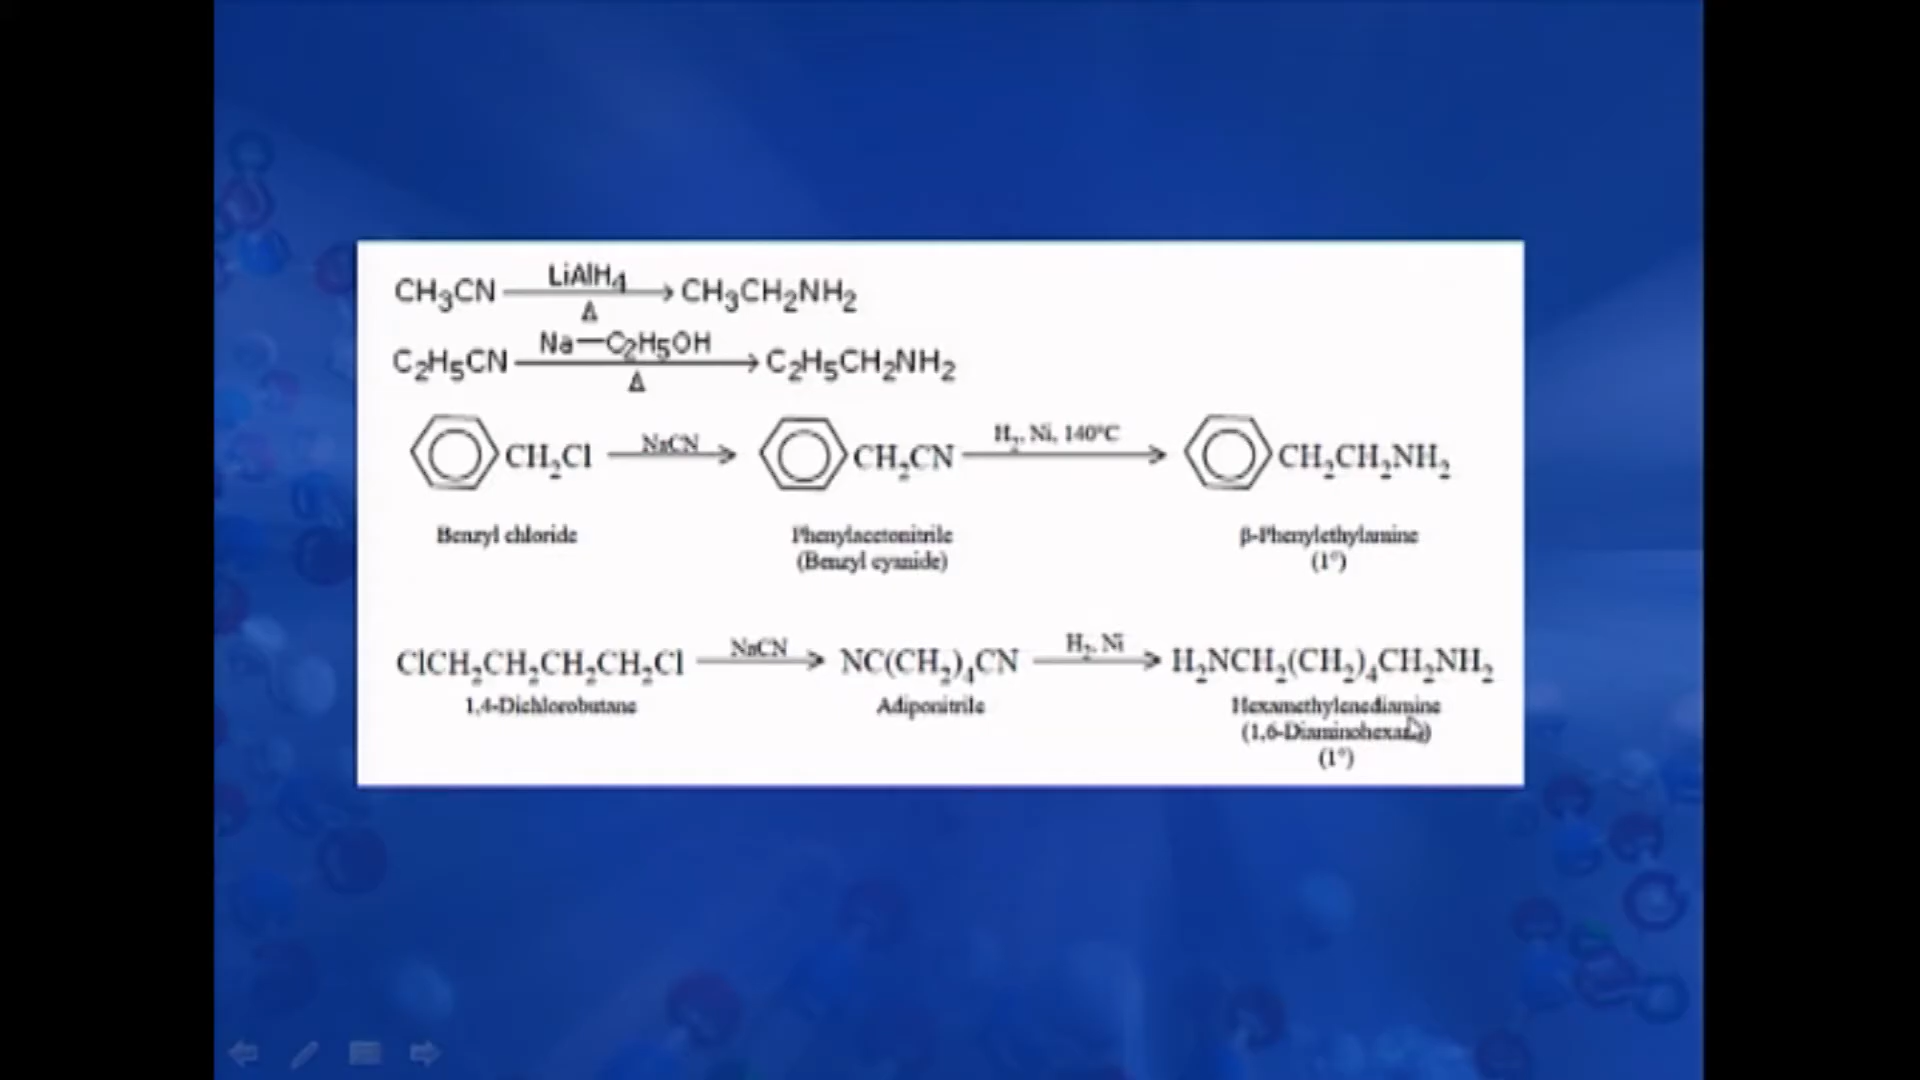 CH₃CN LiAlH₄ Δ → CH₃CH₂NH₂
C₂H₅CN Na—C₂H₅OH Δ → C₂H₅CH₂NH₂
CH₂Cl NaCN → CH₂CN H₂, Ni, 140°C → CH₂CH₂NH₂
Benzyl chloride Phenylacetonitrile β-Phenylethylamine
(Benzyl cyanide) (1°)
ClCH₂CH₂CH₂CH₂Cl NaCN → NC(CH₂)₄CN H₂, Ni → H₂NCH₂(CH₂)₄CH₂NH₂
1,4-Dichlorobutane Adiponitrile Hexamethylenediamine
(1,6-Diaminohexane)
(1°)